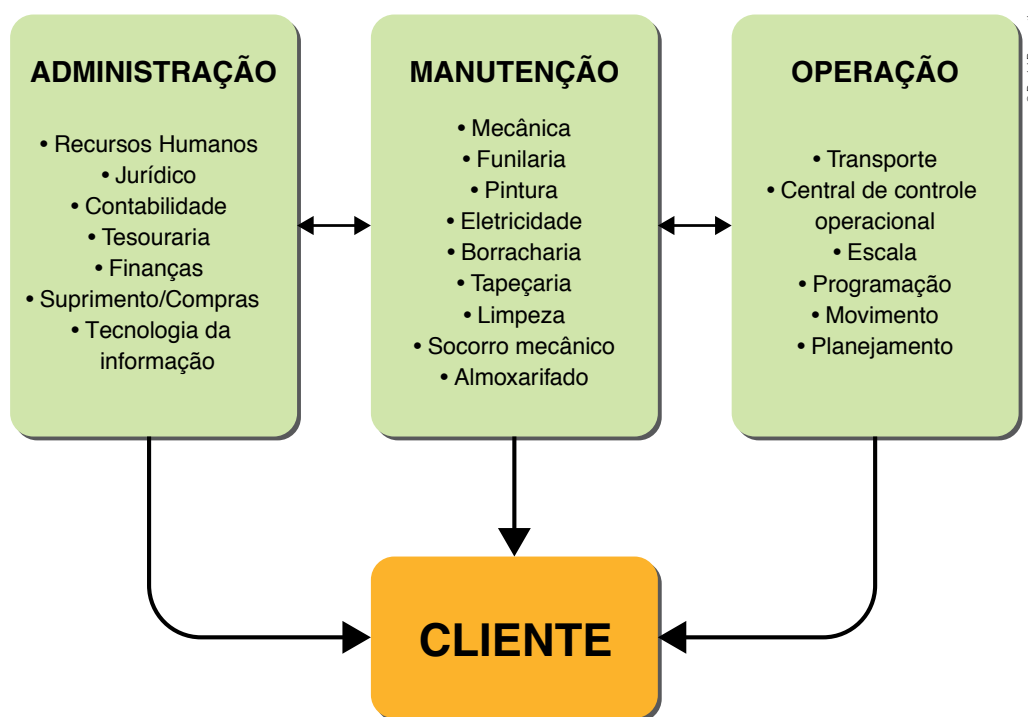 ADMINISTRAÇÃO
• Recursos Humanos
• Jurídico
• Contabilidade
• Tesouraria
• Finanças
• Suprimento/Compras
• Tecnologia da
informação
MANUTENÇÃO
• Mecânica
• Funilaria
• Pintura
• Eletricidade
• Borracharia
• Tapeçaria
• Limpeza
• Socorro mecânico
• Almoxarifado
OPERAÇÃO
• Transporte
• Central de controle
operacional
• Escala
• Programação
• Movimento
• Planejamento
CLIENTE